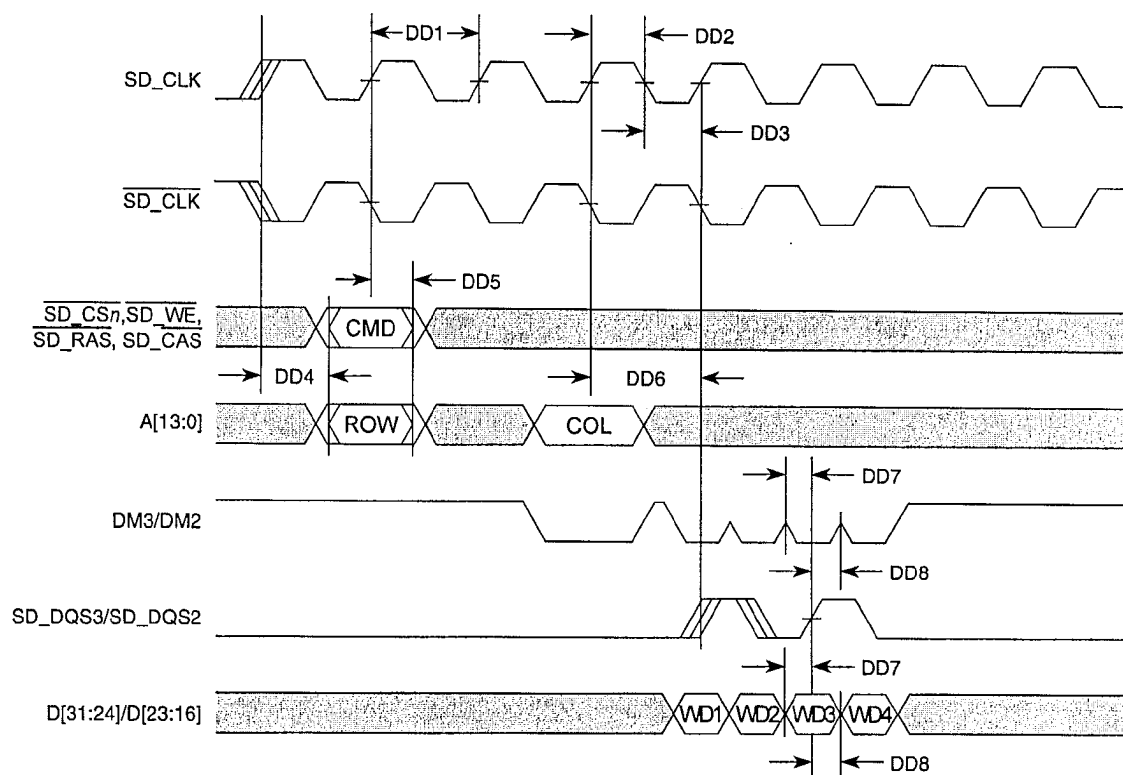 DD1
DD2
SD_CLK
DD3
SD_CLK
DD5
SD_CSn,SD_WE,
SD_RAS, SD_CAS
CMD
DD4
DD6
A[13:0]
ROW
COL
DD7
DM3/DM2
DD8
SD_DQS3/SD_DQS2
DD7
D[31:24]/D[23:16]
WD1
WD2
WD3
WD4
DD8